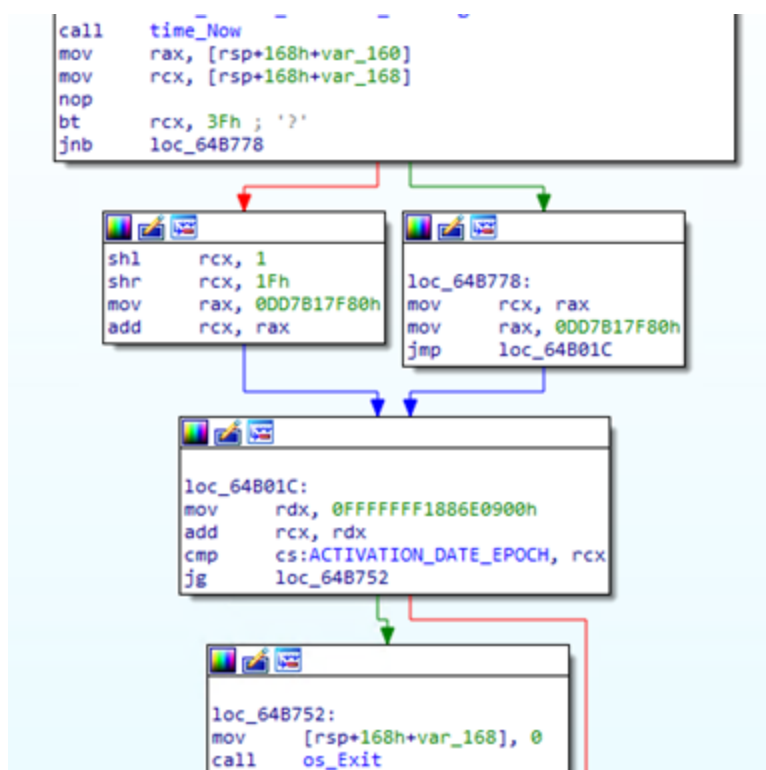 call time_Now
mov rax, [rsp+168h+var_160]
mov rcx, [rsp+168h+var_168]
nop
bt rcx, 3Fh ; '?'
jnb loc_64B778
shl rcx, 1
shr rcx, 1Fh
mov rax, 0DD7B17F80h
add rcx, rax
loc_64B778:
mov rcx, rax
mov rax, 0DD7B17F80h
jmp loc_64B01C
loc_64B01C:
mov rdx, 0FFFFFFF1886E0900h
add rcx, rdx
cmp cs:ACTIVATION_DATE_EPOCH, rcx
jg loc_64B752
loc_64B752:
mov [rsp+168h+var_168], 0
call os_Exit